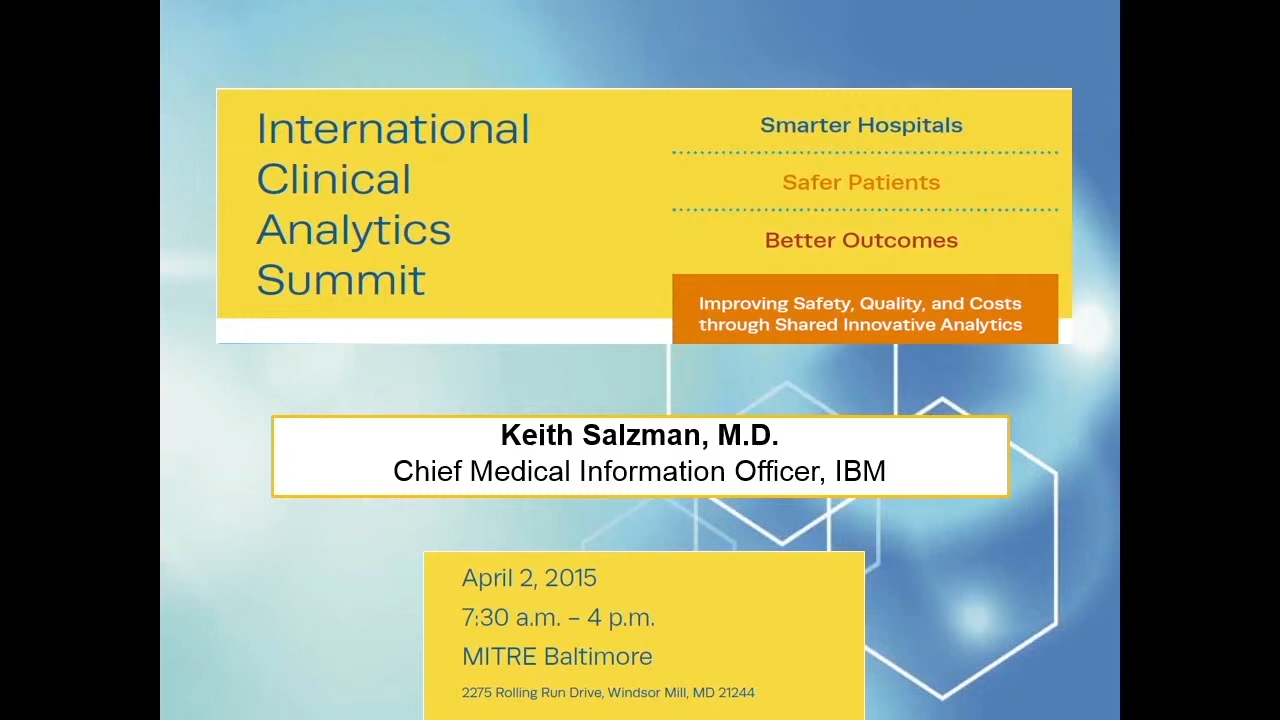 International
Clinical
Analytics
Summit
Smarter Hospitals
Safer Patients
Better Outcomes
Improving Safety, Quality, and Costs
through Shared Innovative Analytics
Keith Salzman, M.D.
Chief Medical Information Officer, IBM
April 2, 2015
7:30 a.m. – 4 p.m.
MITRE Baltimore
2275 Rolling Run Drive, Windsor Mill, MD 21244